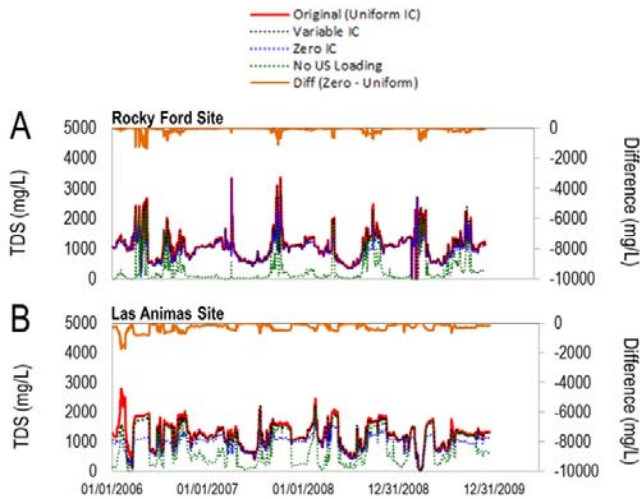 Original (Uniform IC)
Variable IC
Zero IC
No US Loading
Diff (Zero - Uniform)
A
Rocky Ford Site
5000
4000
3000
2000
1000
0
TDS (mg/L)
0
-2000
-4000
-6000
-8000
-10000
Difference (mg/L)
B
Las Animas Site
5000
4000
3000
2000
1000
0
TDS (mg/L)
0
-2000
-4000
-6000
-8000
-10000
Difference (mg/L)
01/01/2006 01/01/2007 01/01/2008 12/31/2008 12/31/2009